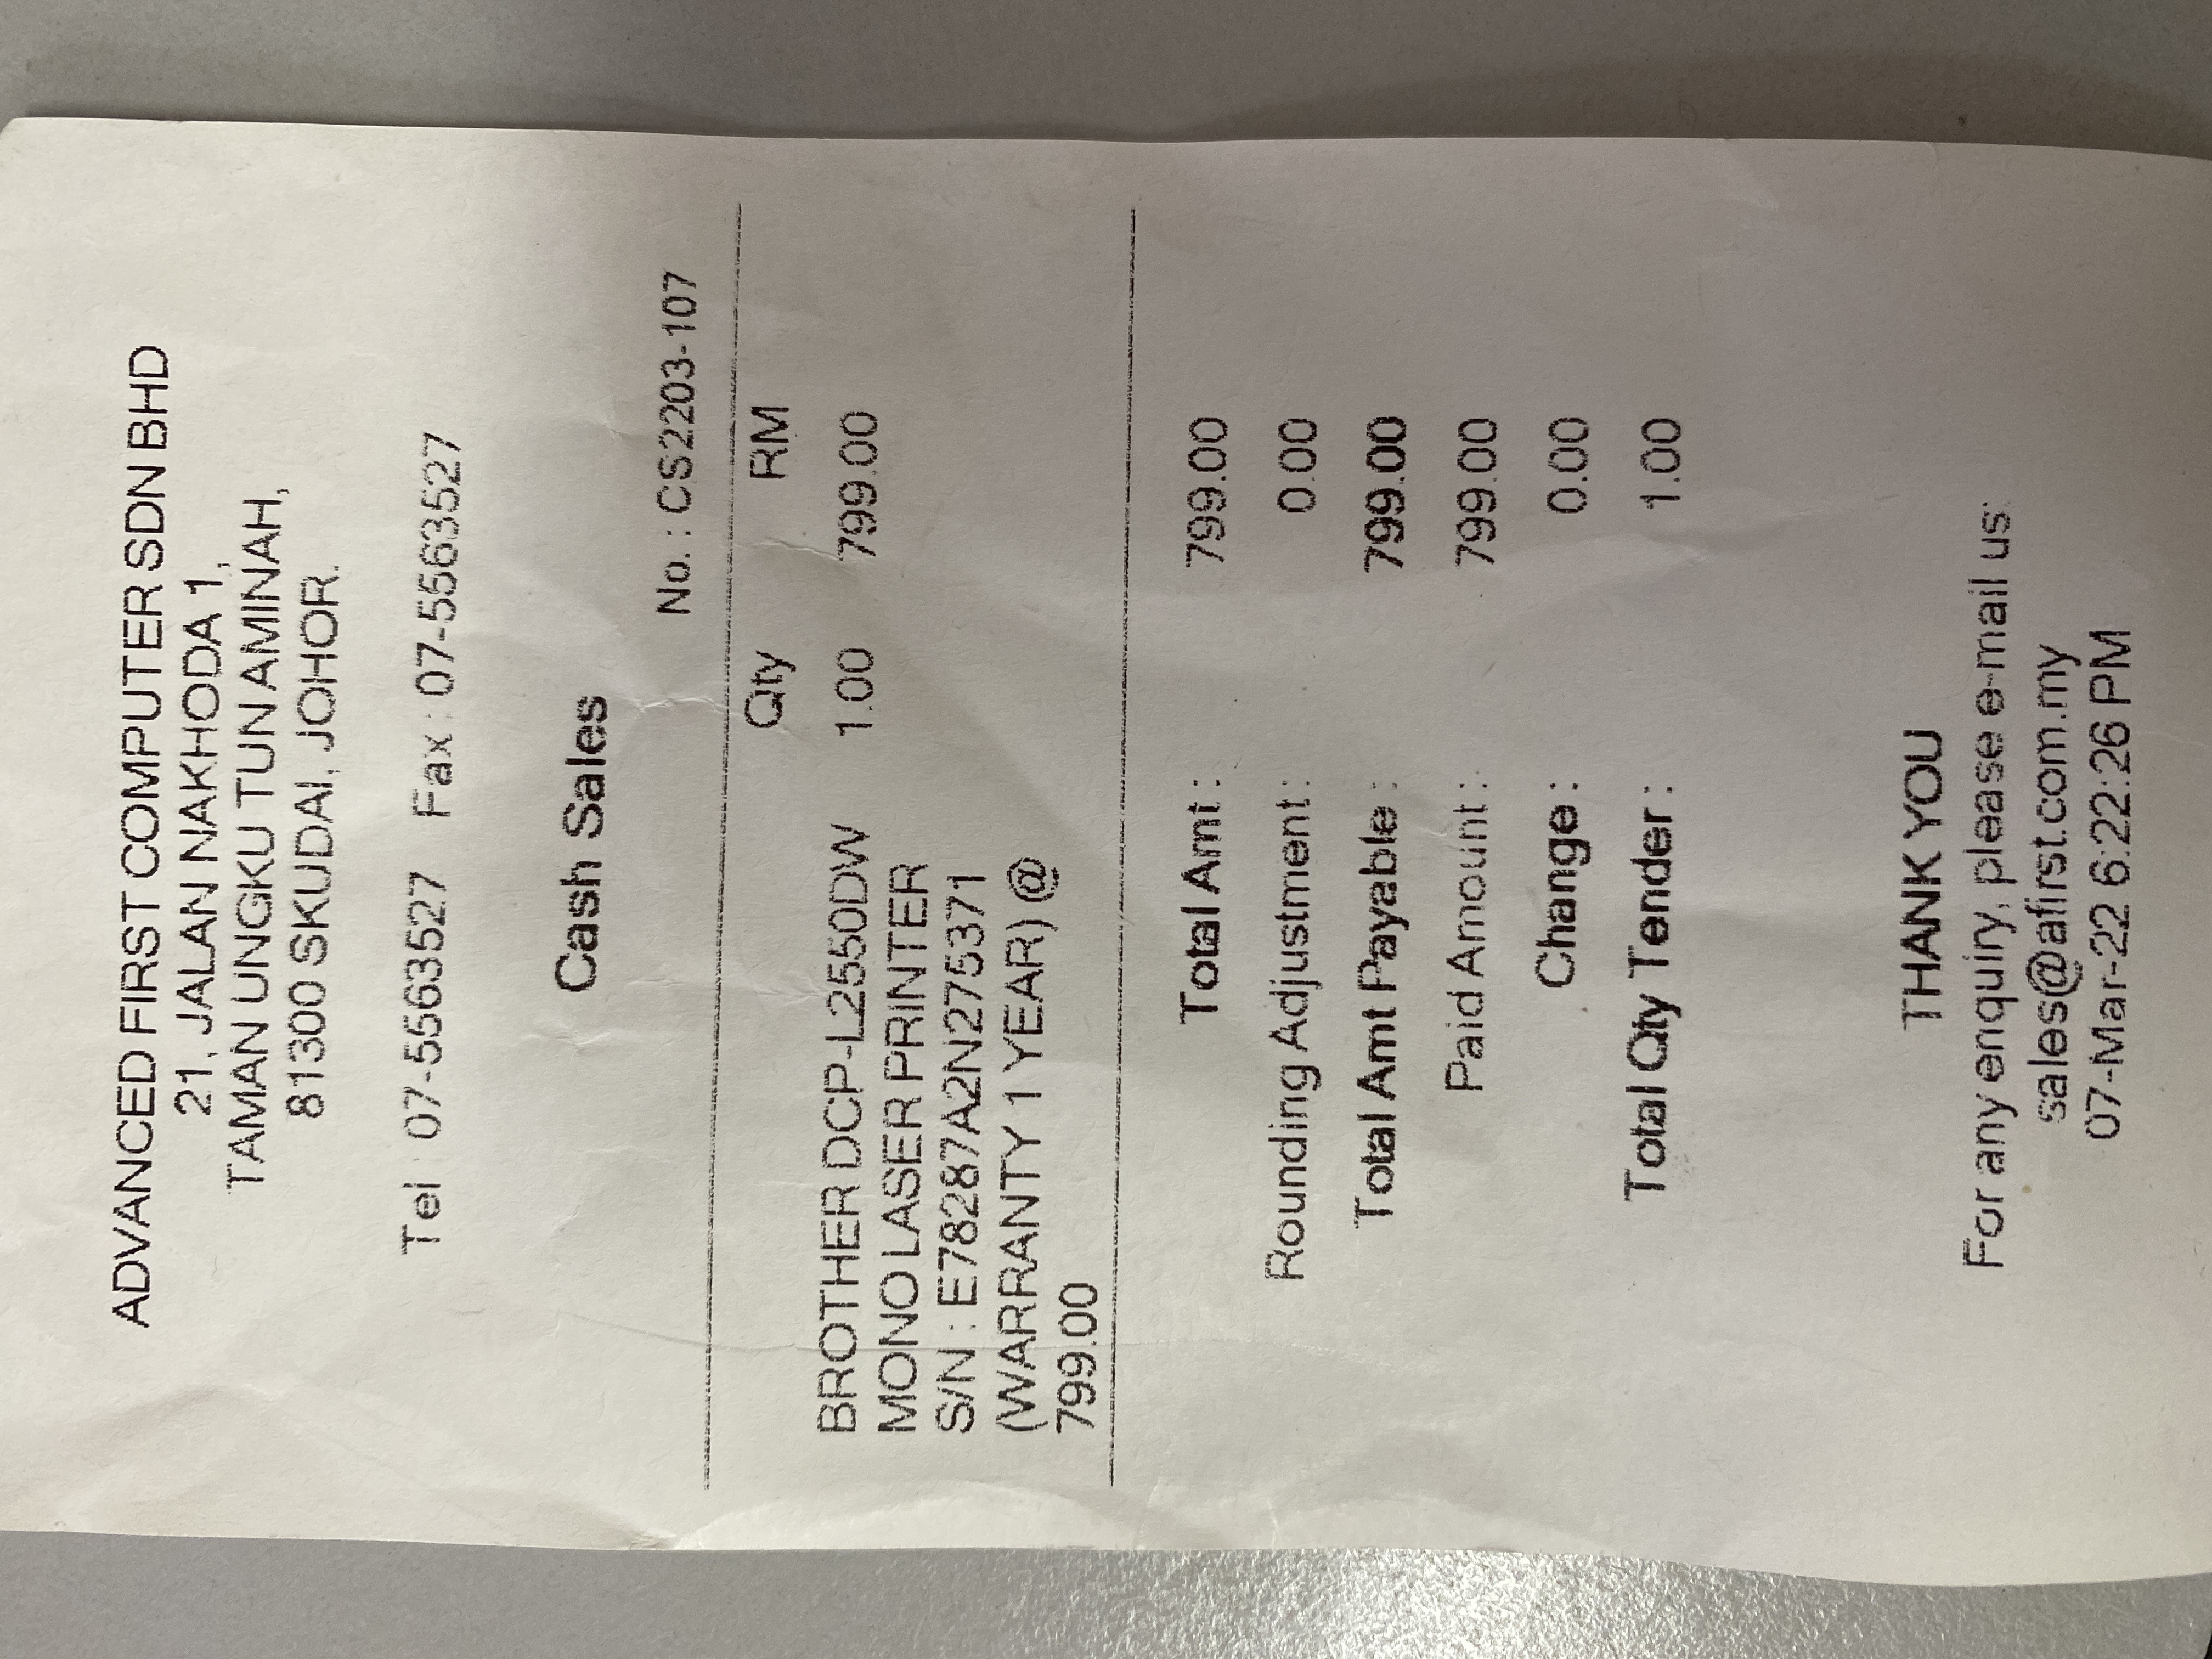 ADVANCED FIRST COMPUTER SDN BHD
21, JALAN NAKHODA 1,
TAMAN UNGKU TUN AMINAH,
81300 SKUDAI, JOHOR.
Tel : 07-5563527 Fax : 07-5563527
Cash Sales
No. : CS2203-107
Qty RM
BROTHER DCP-L2550DW 1.00 799.00
MONO LASER PRINTER
S/N : E78287A2N275371
(WARRANTY 1 YEAR) @
799.00
Total Amt : 799.00
Rounding Adjustment : 0.00
Total Amt Payable : 799.00
Paid Amount : 799.00
Change : 0.00
Total Qty Tender : 1.00
THANK YOU
For any enquiry, please e-mail us:
sales@afirst.com.my
07-Mar-22 6:22:26 PM